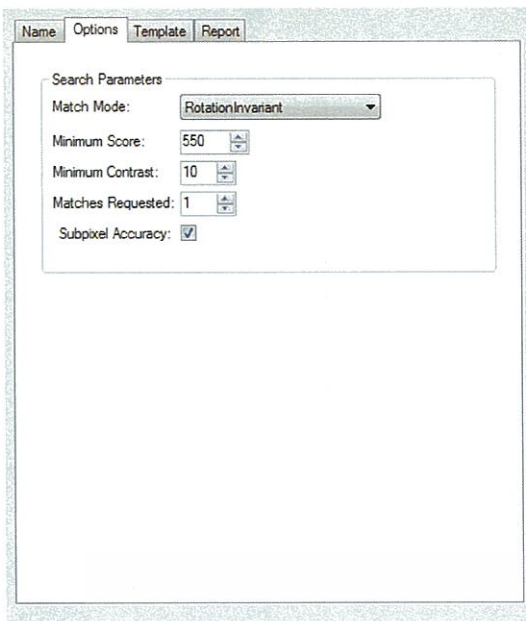 Name Options Template Report
Search Parameters
Match Mode: RotationInvariant
Minimum Score: 550
Minimum Contrast: 10
Matches Requested: 1
Subpixel Accuracy: